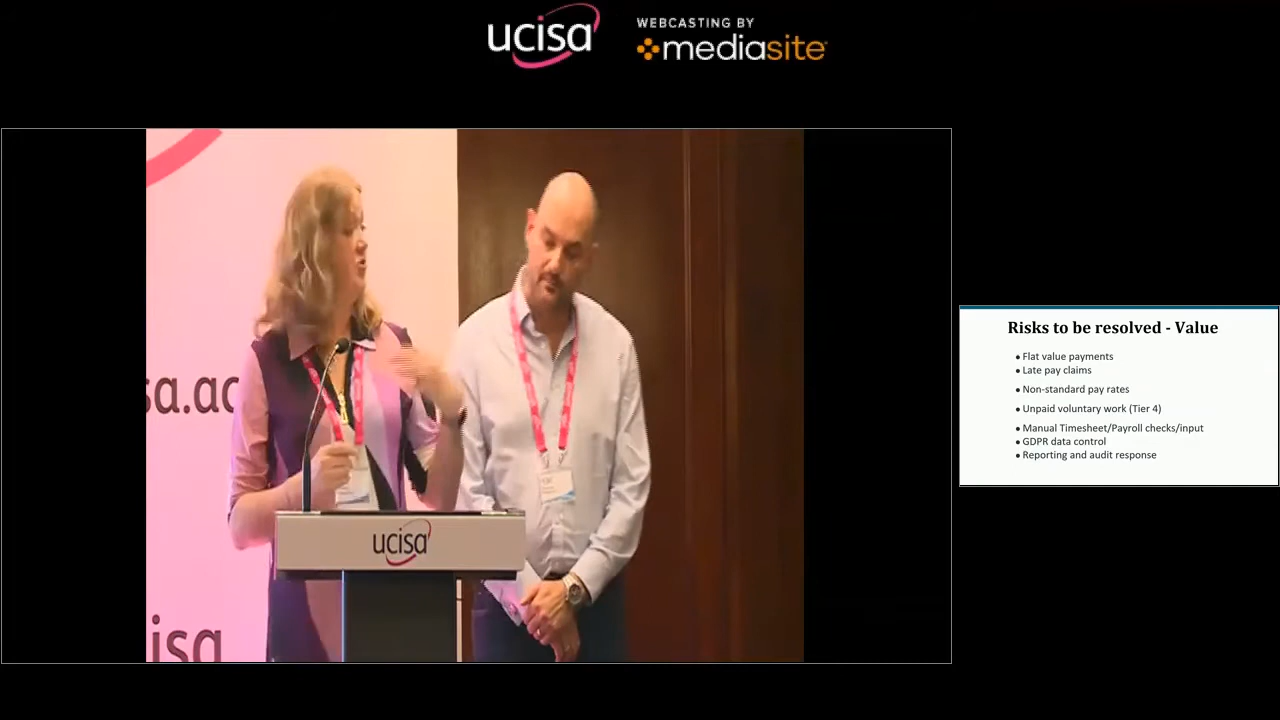 ucisa
WEBCASTING BY
mediasite
sa.ac
isa
ucisa
Risks to be resolved - Value
• Flat value payments
• Late pay claims
• Non-standard pay rates
• Unpaid voluntary work (Tier 4)
• Manual Timesheet/Payroll checks/input
• GDPR data control
• Reporting and audit response